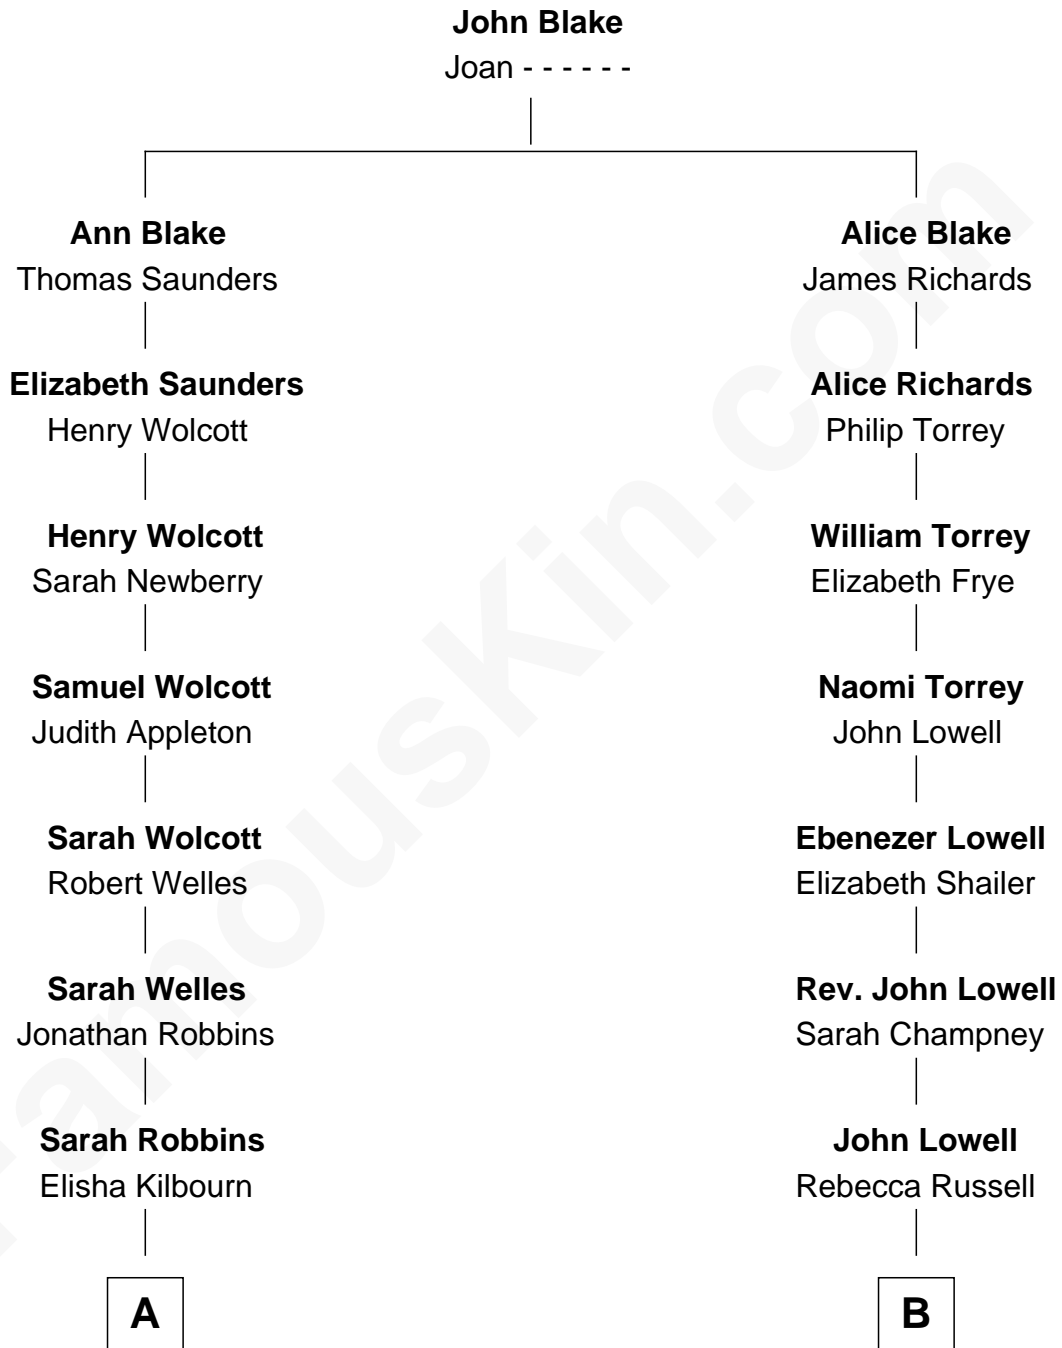 John Blake
Joan - - - - - -
Ann Blake
Thomas Saunders
Alice Blake
James Richards
Elizabeth Saunders
Henry Wolcott
Alice Richards
Philip Torrey
Henry Wolcott
Sarah Newberry
William Torrey
Elizabeth Frye
Samuel Wolcott
Judith Appleton
Naomi Torrey
John Lowell
Sarah Wolcott
Robert Welles
Ebenezer Lowell
Elizabeth Shailer
Sarah Welles
Jonathan Robbins
Rev. John Lowell
Sarah Champney
Sarah Robbins
Elisha Kilbourn
John Lowell
Rebecca Russell
A
B
FamousKin.com